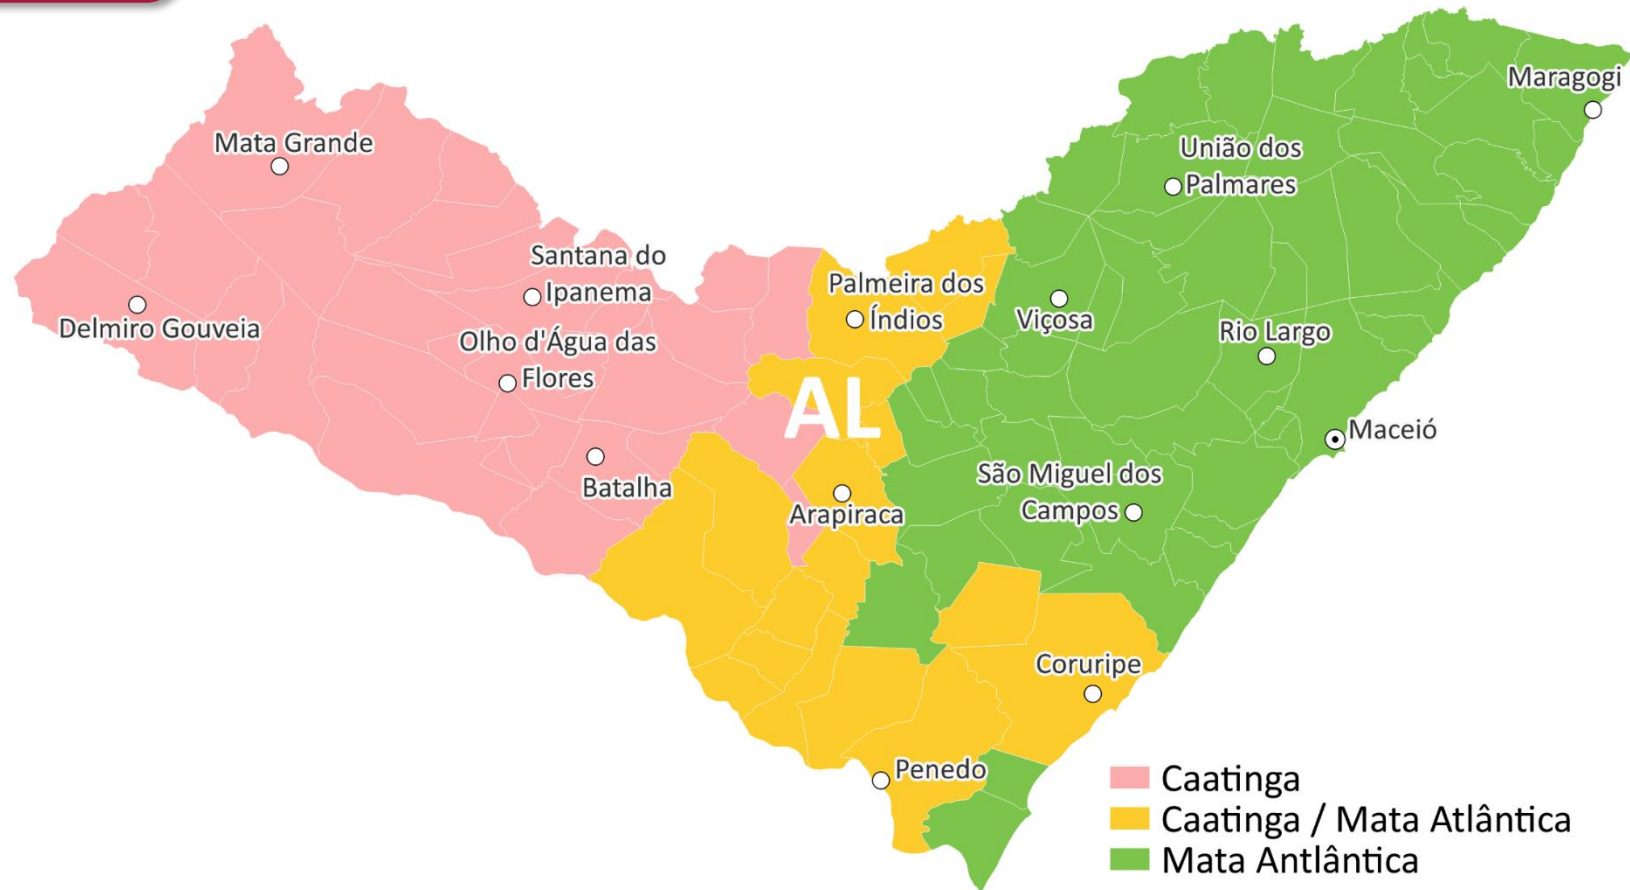 Maragogi
Mata Grande
União dos
Palmares
Santana do
Ipanema
Palmeira dos
Índios
Viçosa
Delmiro Gouveia
Rio Largo
Olho d'Água das
Flores
AL
Maceió
São Miguel dos
Campos
Batalha
Arapiraca
Coruripe
Penedo
Caatinga
Caatinga / Mata Atlântica
Mata Antlântica